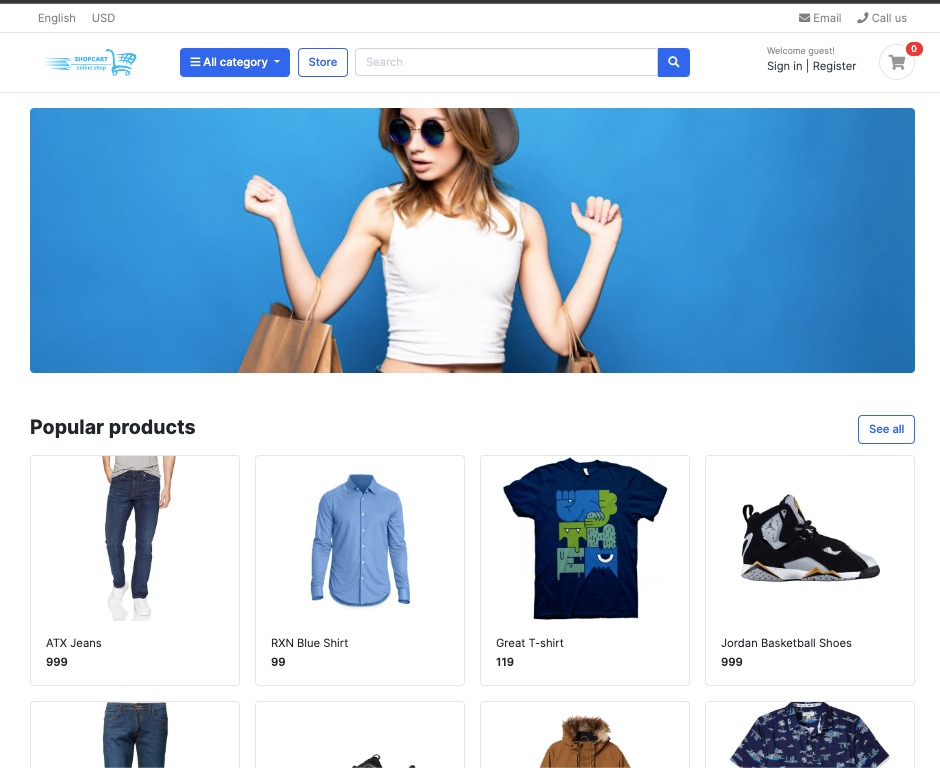 English USD Email Call us
SHOPCART
online shop
All category Store Search Welcome guest!
Sign in | Register
0
Popular products
See all
ATX Jeans
999
RXN Blue Shirt
99
Great T-shirt
119
Jordan Basketball Shoes
999